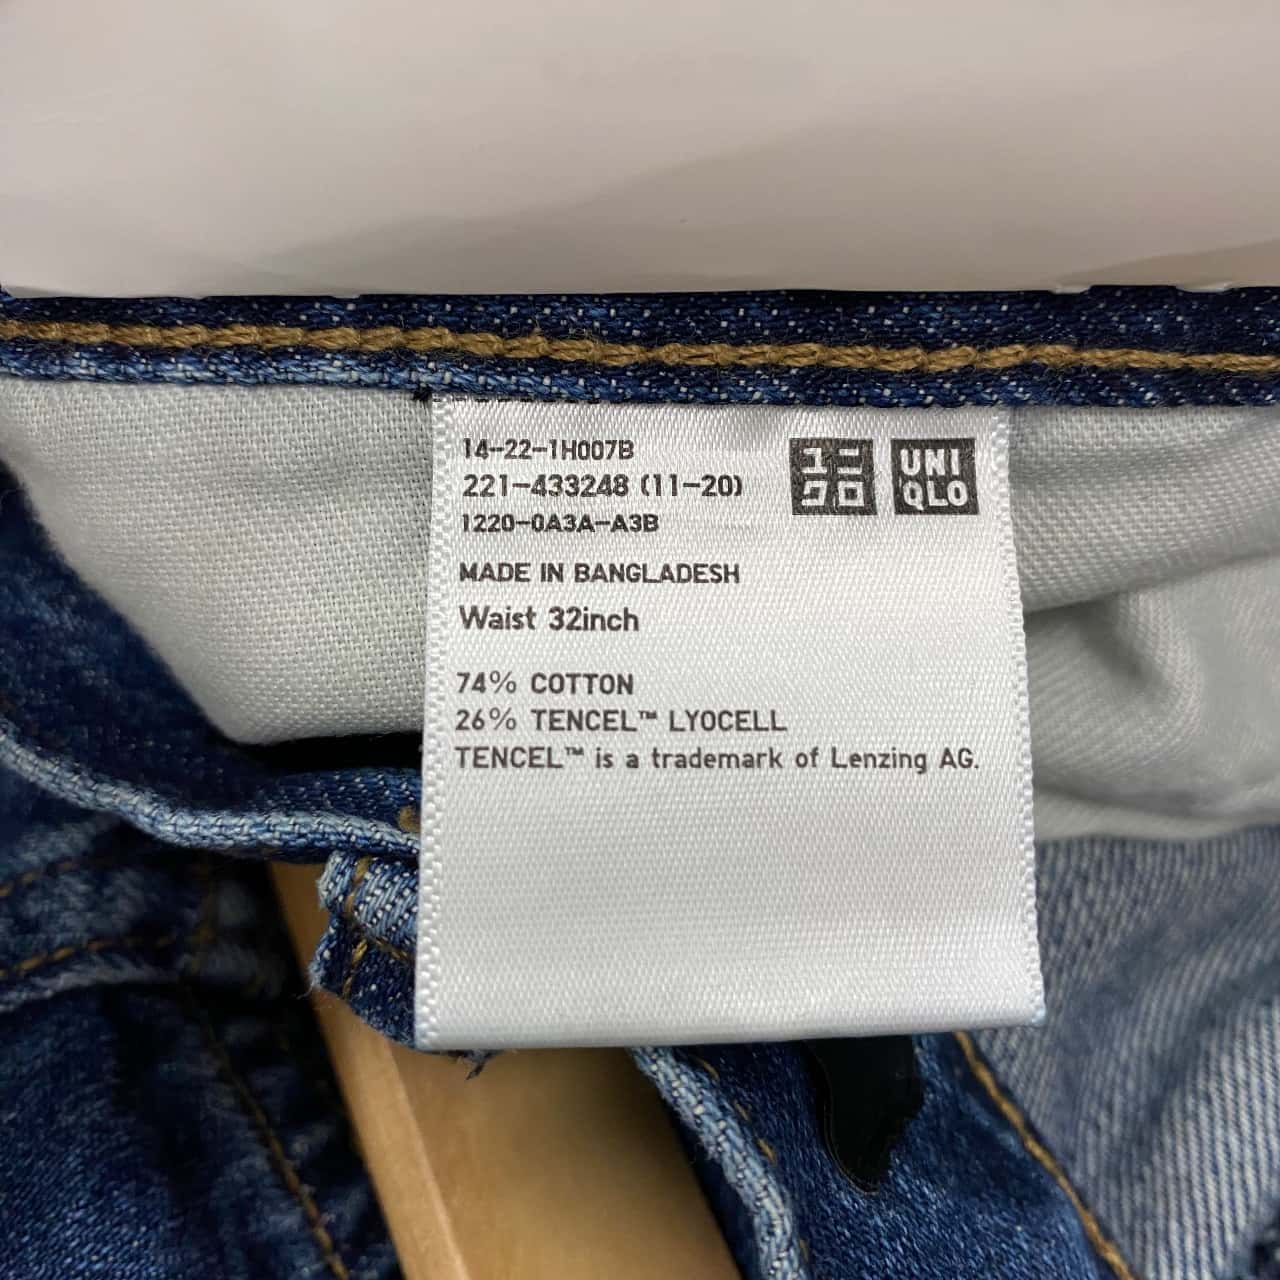 14-22-1H007B
221-433248 (11-20)
1220-0A3A-A3B
ユニ
クロ
UNI
QLO
MADE IN BANGLADESH
Waist 32inch
74% COTTON
26% TENCEL™ LYOCELL
TENCEL™ is a trademark of Lenzing AG.